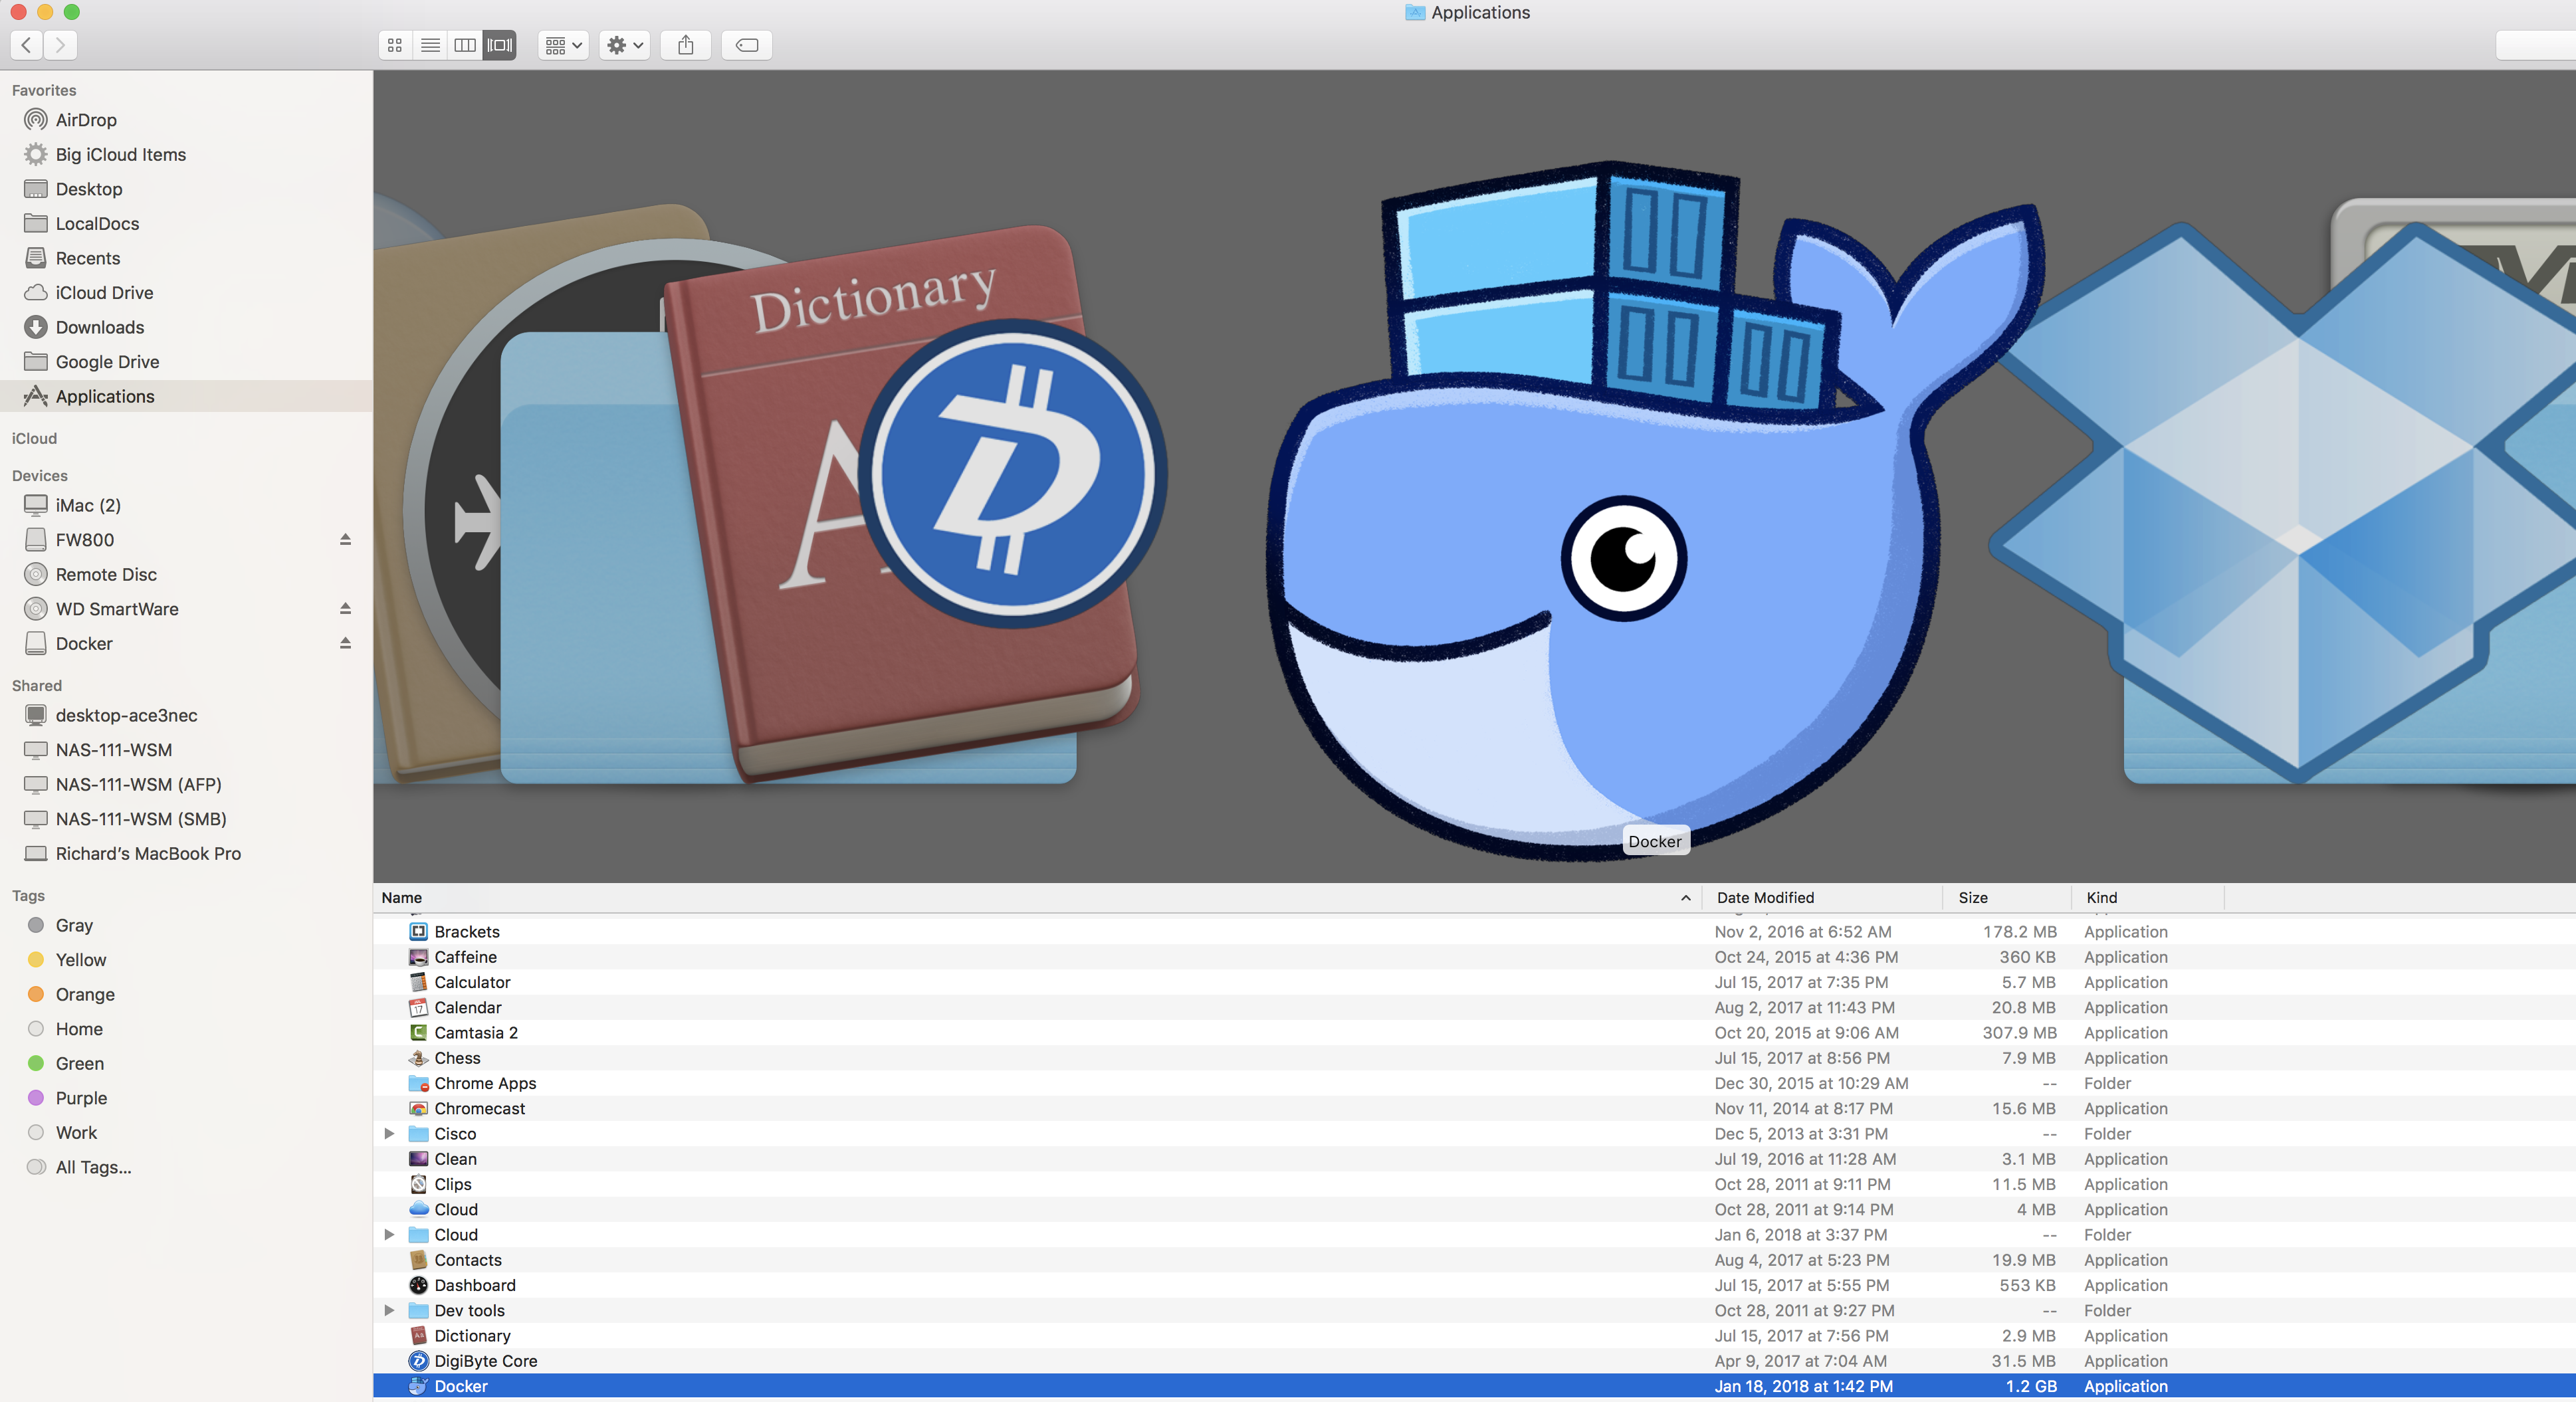 Applications
Favorites
AirDrop
Big iCloud Items
Desktop
LocalDocs
Recents
iCloud Drive
Downloads
Google Drive
Applications
iCloud
Devices
iMac (2)
FW800
Remote Disc
WD SmartWare
Docker
Shared
desktop-ace3nec
NAS-111-WSM
NAS-111-WSM (AFP)
NAS-111-WSM (SMB)
Richard’s MacBook Pro
Tags
Gray
Yellow
Orange
Home
Green
Purple
Work
All Tags...
Dictionary
Docker
Name Date Modified Size Kind
Brackets Nov 2, 2016 at 6:52 AM 178.2 MB Application
Caffeine Oct 24, 2015 at 4:36 PM 360 KB Application
Calculator Jul 15, 2017 at 7:35 PM 5.7 MB Application
Calendar Aug 2, 2017 at 11:43 PM 20.8 MB Application
Camtasia 2 Oct 20, 2015 at 9:06 AM 307.9 MB Application
Chess Jul 15, 2017 at 8:56 PM 7.9 MB Application
Chrome Apps Dec 30, 2015 at 10:29 AM -- Folder
Chromecast Nov 11, 2014 at 8:17 PM 15.6 MB Application
Cisco Dec 5, 2013 at 3:31 PM -- Folder
Clean Jul 19, 2016 at 11:28 AM 3.1 MB Application
Clips Oct 28, 2011 at 9:11 PM 11.5 MB Application
Cloud Oct 28, 2011 at 9:14 PM 4 MB Application
Cloud Jan 6, 2018 at 3:37 PM -- Folder
Contacts Aug 4, 2017 at 5:23 PM 19.9 MB Application
Dashboard Jul 15, 2017 at 5:55 PM 553 KB Application
Dev tools Oct 28, 2011 at 9:27 PM -- Folder
Dictionary Jul 15, 2017 at 7:56 PM 2.9 MB Application
DigiByte Core Apr 9, 2017 at 7:04 AM 31.5 MB Application
Docker Jan 18, 2018 at 1:42 PM 1.2 GB Application